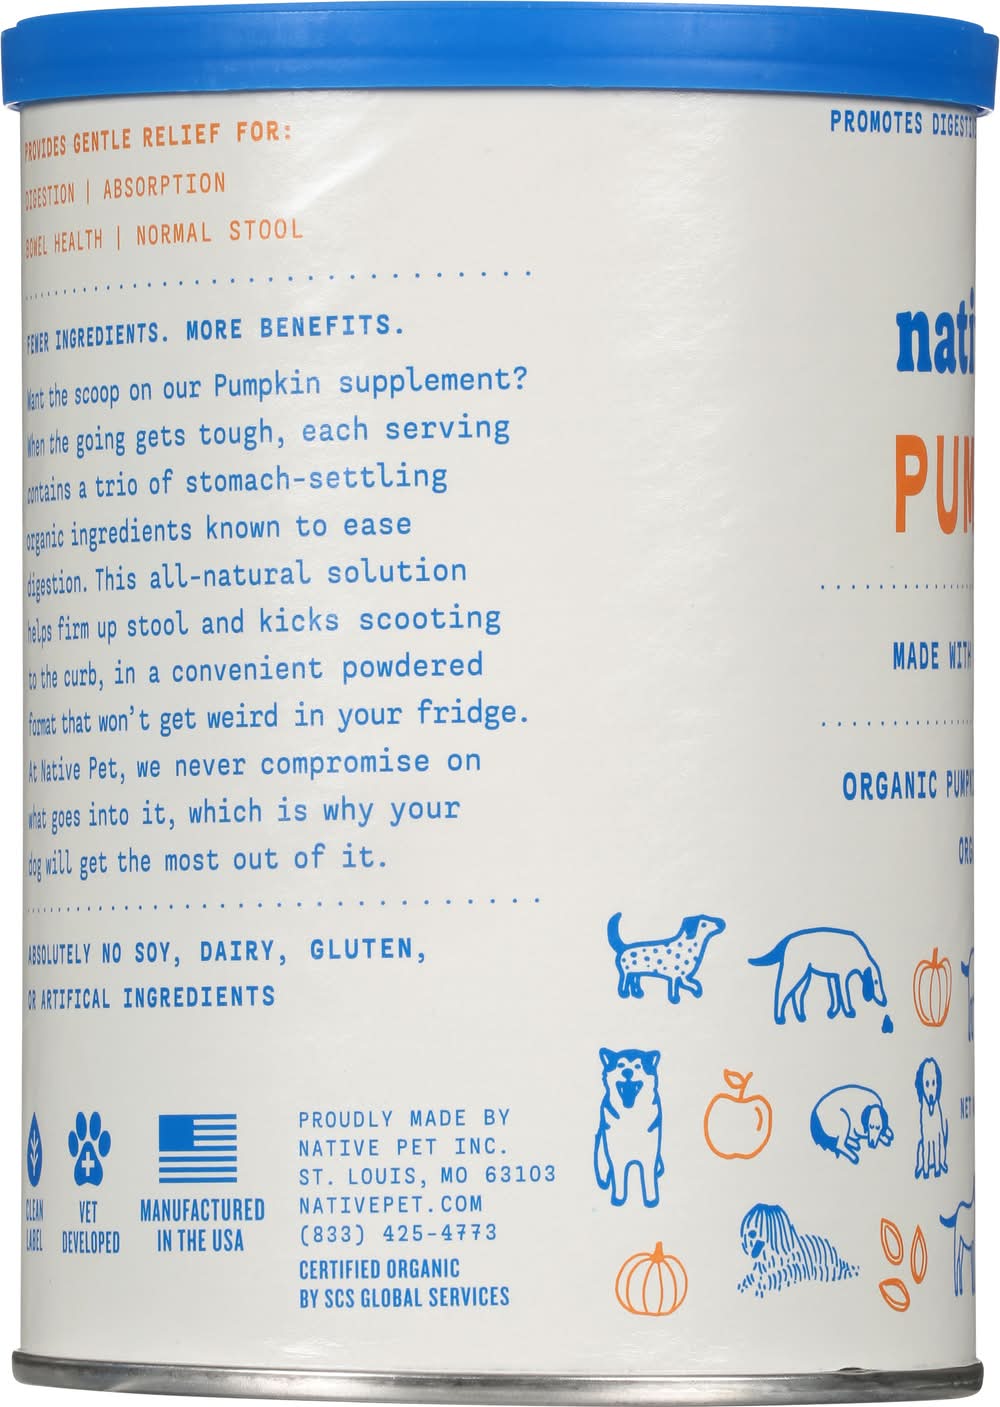 PROVIDES GENTLE RELIEF FOR:
DIGESTION | ABSORPTION
BOWEL HEALTH | NORMAL STOOL
FEWER INGREDIENTS. MORE BENEFITS.
Want the scoop on our Pumpkin supplement?
When the going gets tough, each serving
contains a trio of stomach-settling
organic ingredients known to ease
digestion. This all-natural solution
helps firm up stool and kicks scooting
to the curb, in a convenient powdered
format that won't get weird in your fridge.
At Native Pet, we never compromise on
what goes into it, which is why your
dog will get the most out of it.
ABSOLUTELY NO SOY, DAIRY, GLUTEN,
OR ARTIFICAL INGREDIENTS
CLEAN
LABEL
VET
DEVELOPED
MANUFACTURED
IN THE USA
PROUDLY MADE BY
NATIVE PET INC.
ST. LOUIS, MO 63103
NATIVEPET.COM
(833) 425-4773
CERTIFIED ORGANIC
BY SCS GLOBAL SERVICES
PROMOTES
nati
PUM
MADE WITH
ORGANIC
NET